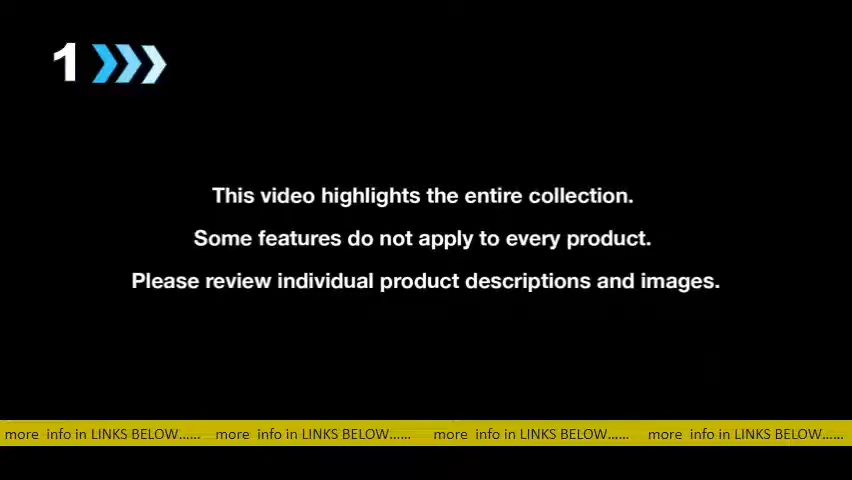 1
This video highlights the entire collection.
Some features do not apply to every product.
Please review individual product descriptions and images.
more info in LINKS BELOW...... more info in LINKS BELOW...... more info in LINKS BELOW...... more info in LINKS BELOW......